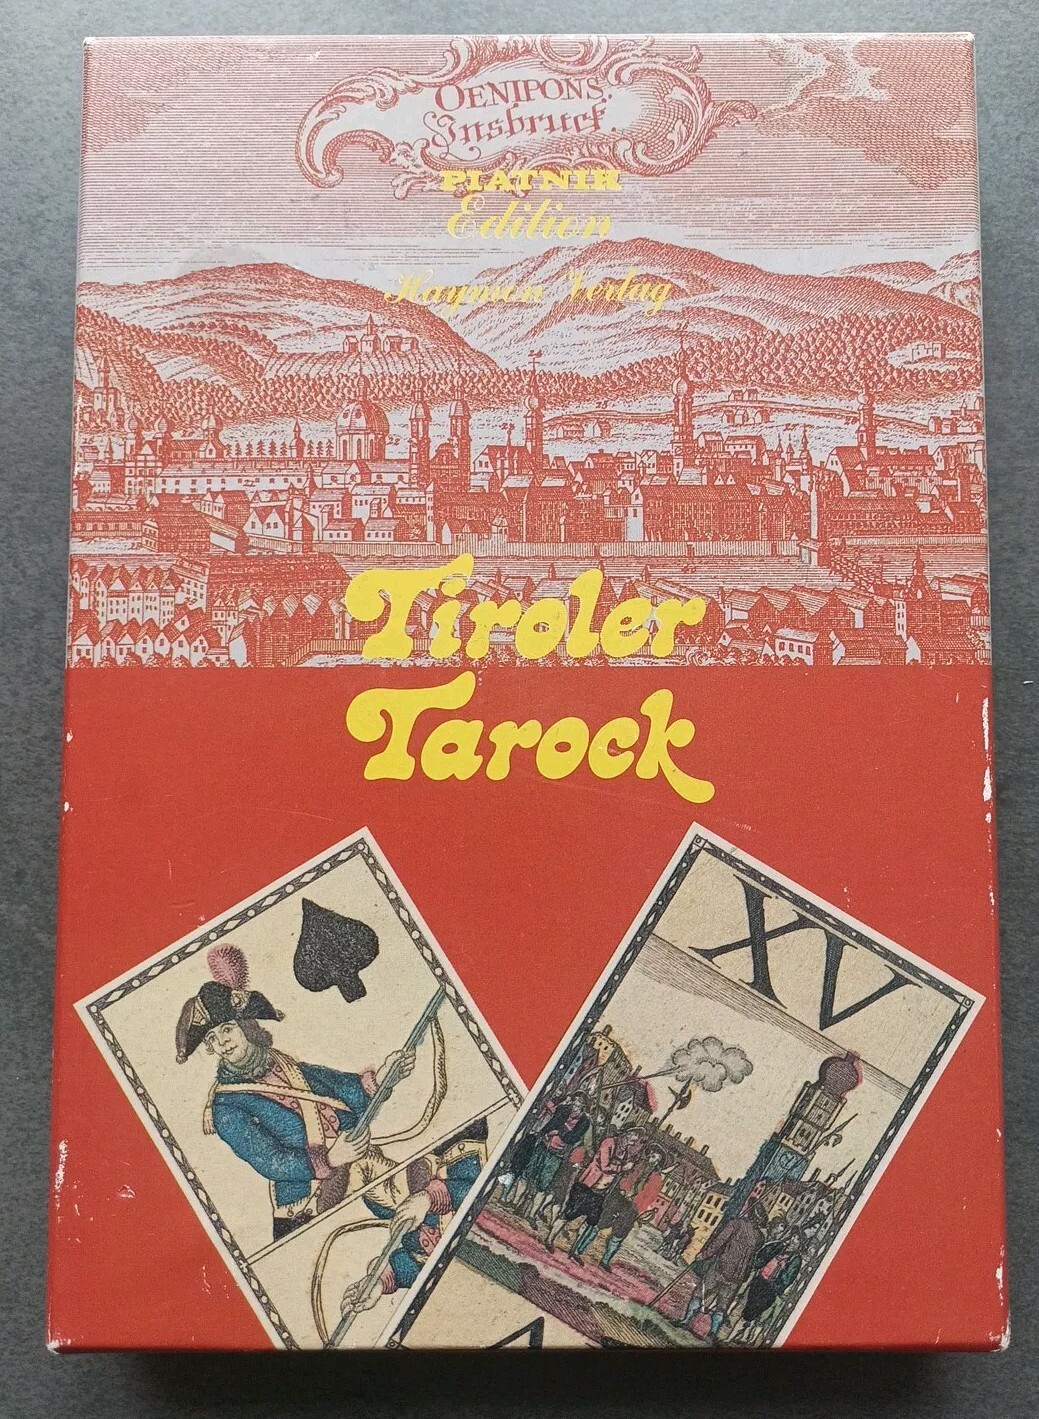 OENIPONS.
Insbruck.
PIATNIK
Edition
Haymon Verlag
Tiroler
Tarock
XV